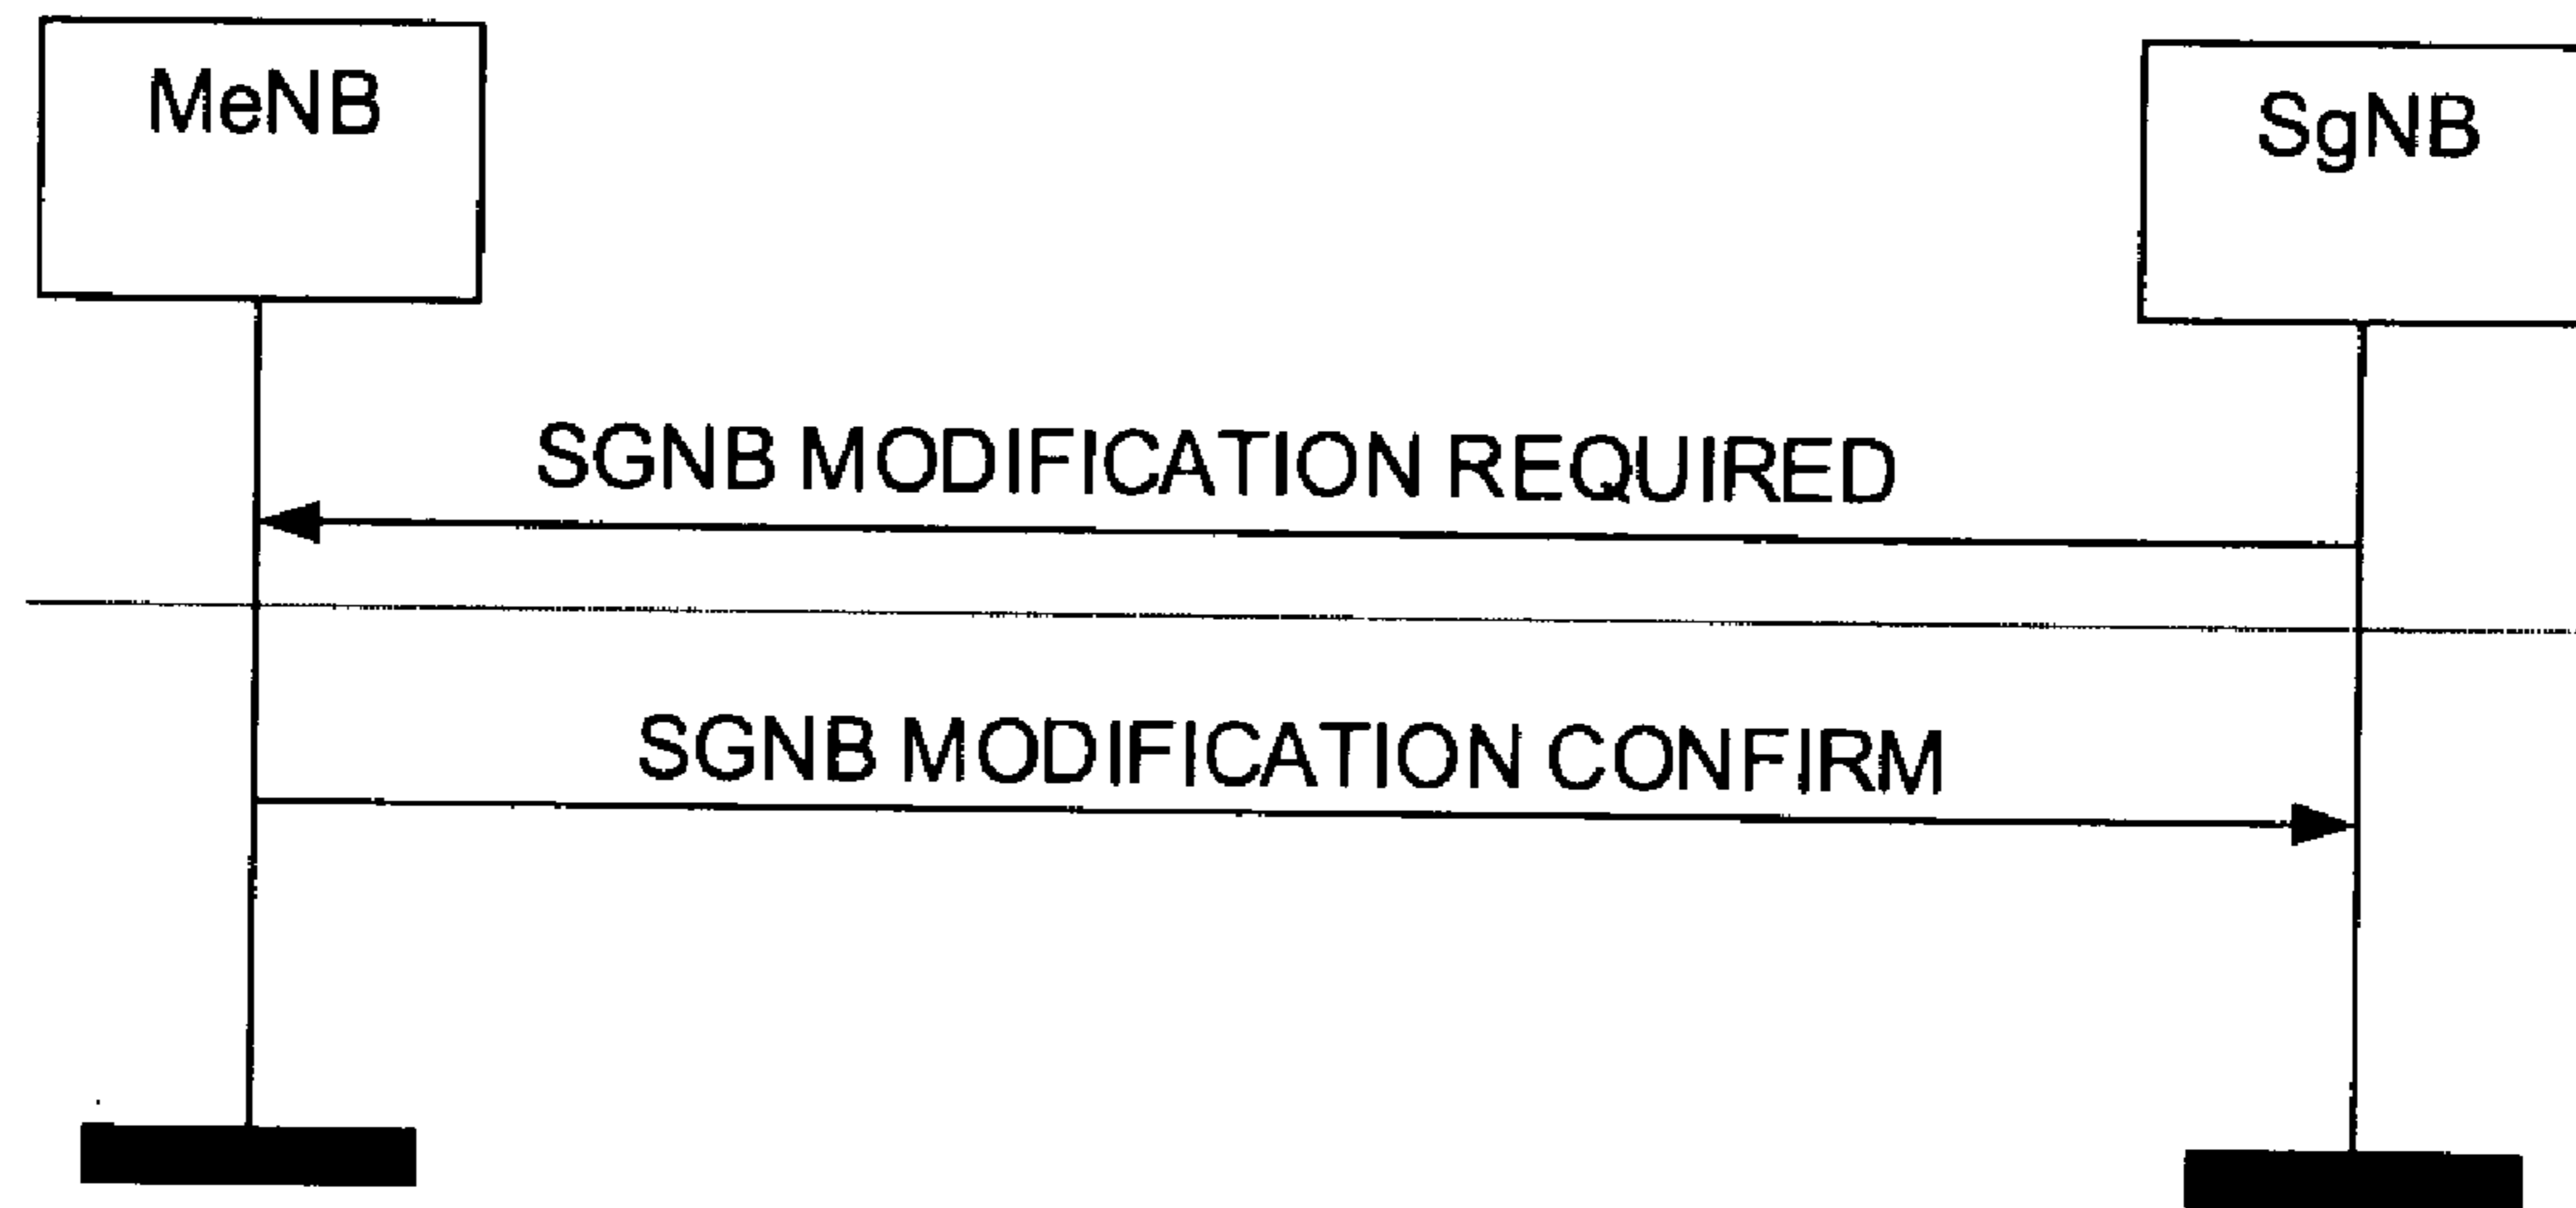 MeNB
SgNB
SGNB MODIFICATION REQUIRED
SGNB MODIFICATION CONFIRM